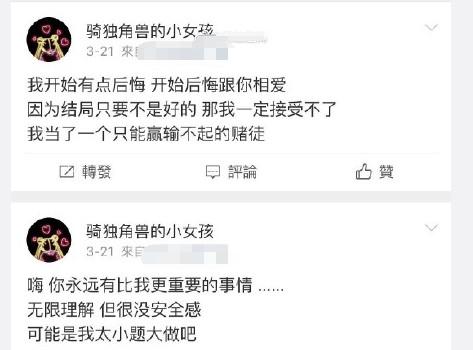 骑独角兽的小女孩
3-21 來自
我开始有点后悔 开始后悔跟你相爱
因为结局只要不是好的 那我一定接受不了
我当了一个只能赢输不起的赌徒
轉發 評論 贊
骑独角兽的小女孩
3-21 來自
嗨 你永远有比我更重要的事情 ......
无限理解 但很没安全感
可能是我太小题大做吧